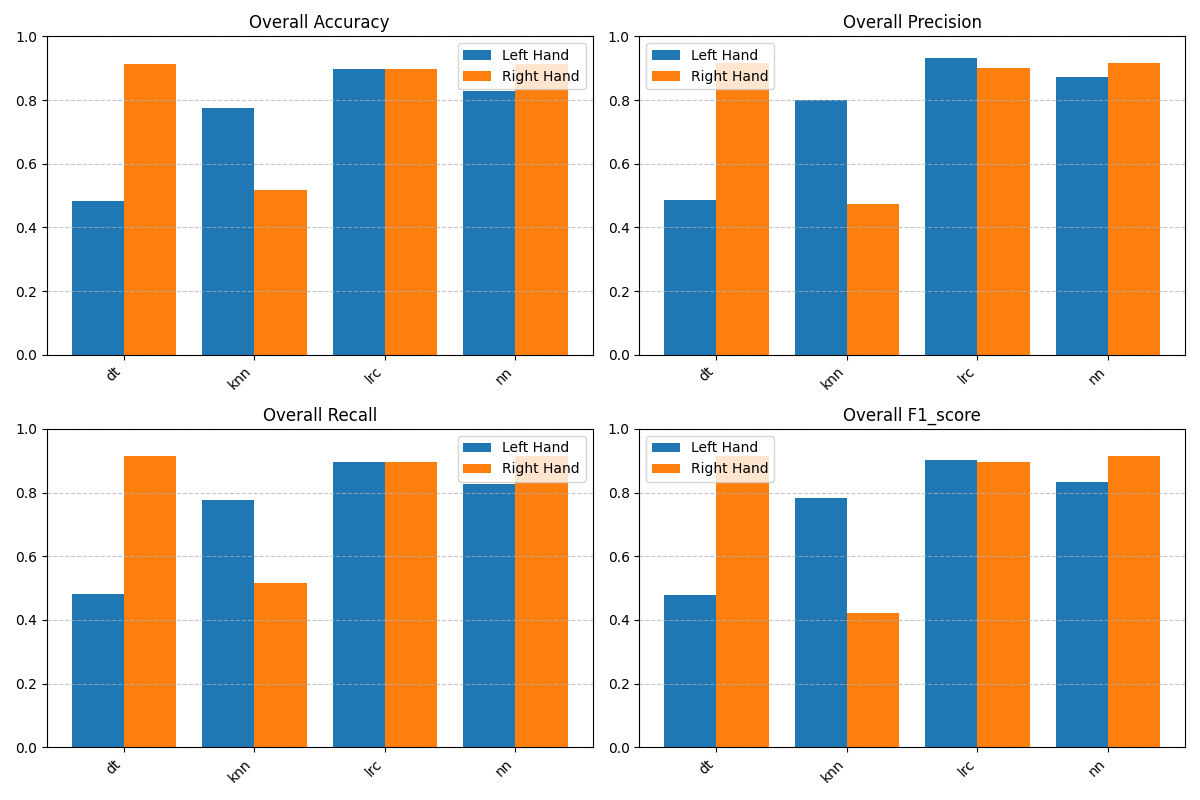 Overall Accuracy
1.0
0.8
0.6
0.4
0.2
0.0
Left Hand
Right Hand
dt
knn
lrc
nn
Overall Precision
1.0
0.8
0.6
0.4
0.2
0.0
Left Hand
Right Hand
dt
knn
lrc
nn
Overall Recall
1.0
0.8
0.6
0.4
0.2
0.0
Left Hand
Right Hand
dt
knn
lrc
nn
Overall F1_score
1.0
0.8
0.6
0.4
0.2
0.0
Left Hand
Right Hand
dt
knn
lrc
nn